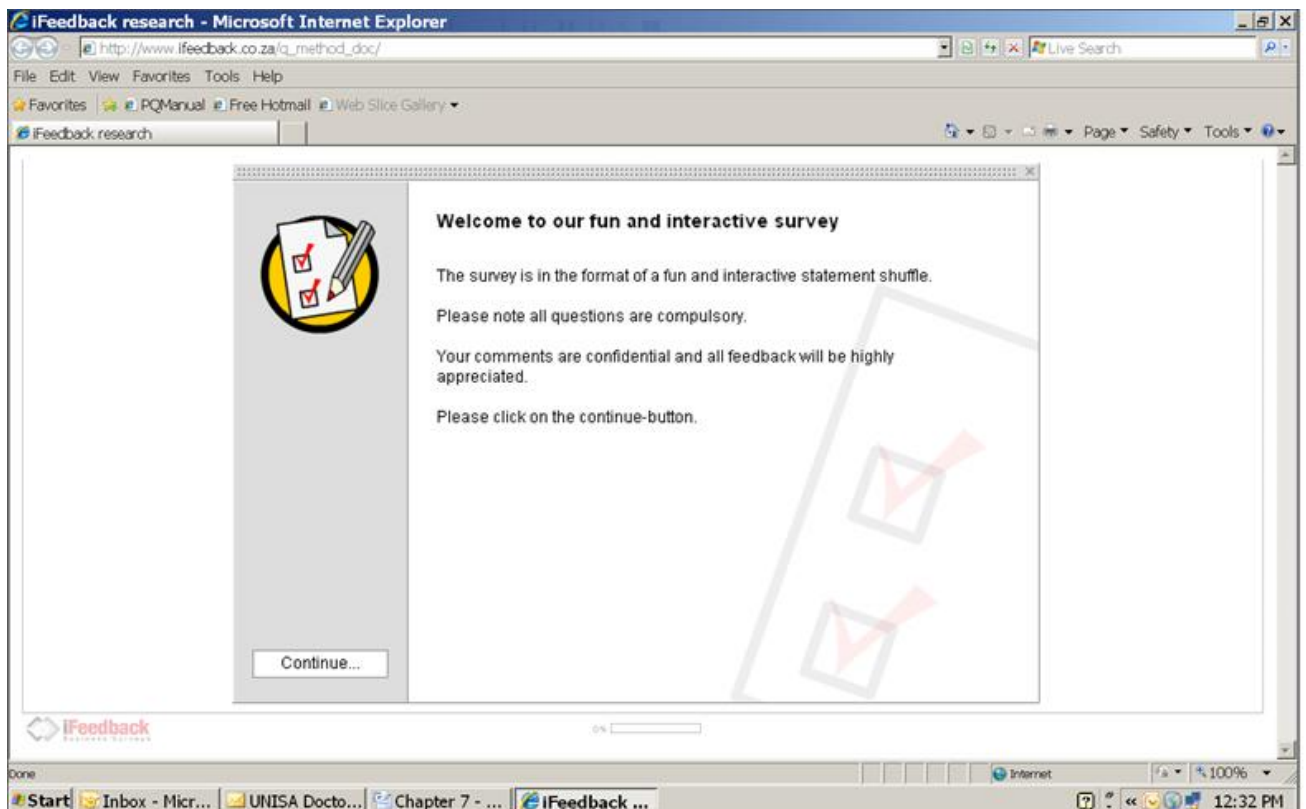 iFeedback research - Microsoft Internet Explorer
http://www.ifeedback.co.za/q_method_doc/
Live Search
File Edit View Favorites Tools Help
Favorites PQManual Free Hotmail Web Slice Gallery
iFeedback research
Page Safety Tools
Welcome to our fun and interactive survey
The survey is in the format of a fun and interactive statement shuffle.
Please note all questions are compulsory.
Your comments are confidential and all feedback will be highly
appreciated.
Please click on the continue-button.
Continue...
iFeedback
0%
Done
Internet
100%
Start Inbox - Micr... UNISA Docto... Chapter 7 - ... iFeedback ...
12:32 PM